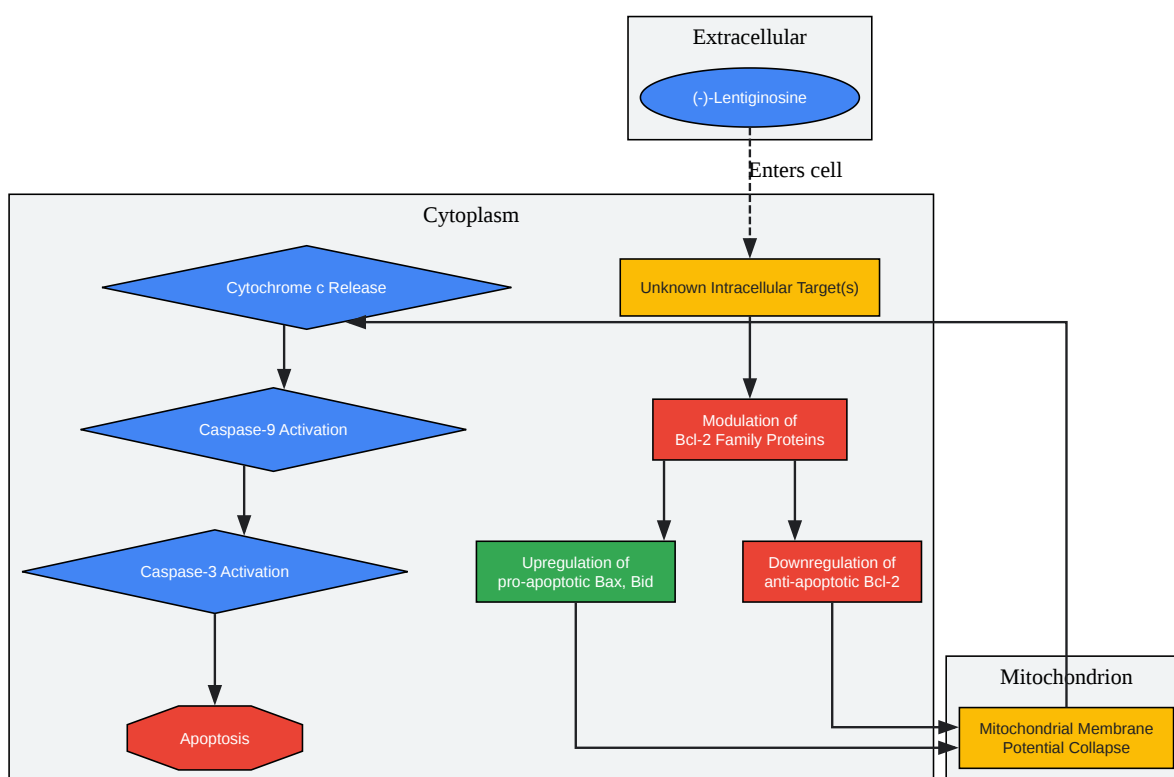 Extracellular
(-)-Lentiginosine
Enters cell
Cytoplasm
Cytochrome c Release
Unknown Intracellular Target(s)
Modulation of
Bcl-2 Family Proteins
Caspase-9 Activation
Caspase-3 Activation
Upregulation of
pro-apoptotic Bax, Bid
Downregulation of
anti-apoptotic Bcl-2
Mitochondrion
Mitochondrial Membrane
Potential Collapse
Apoptosis